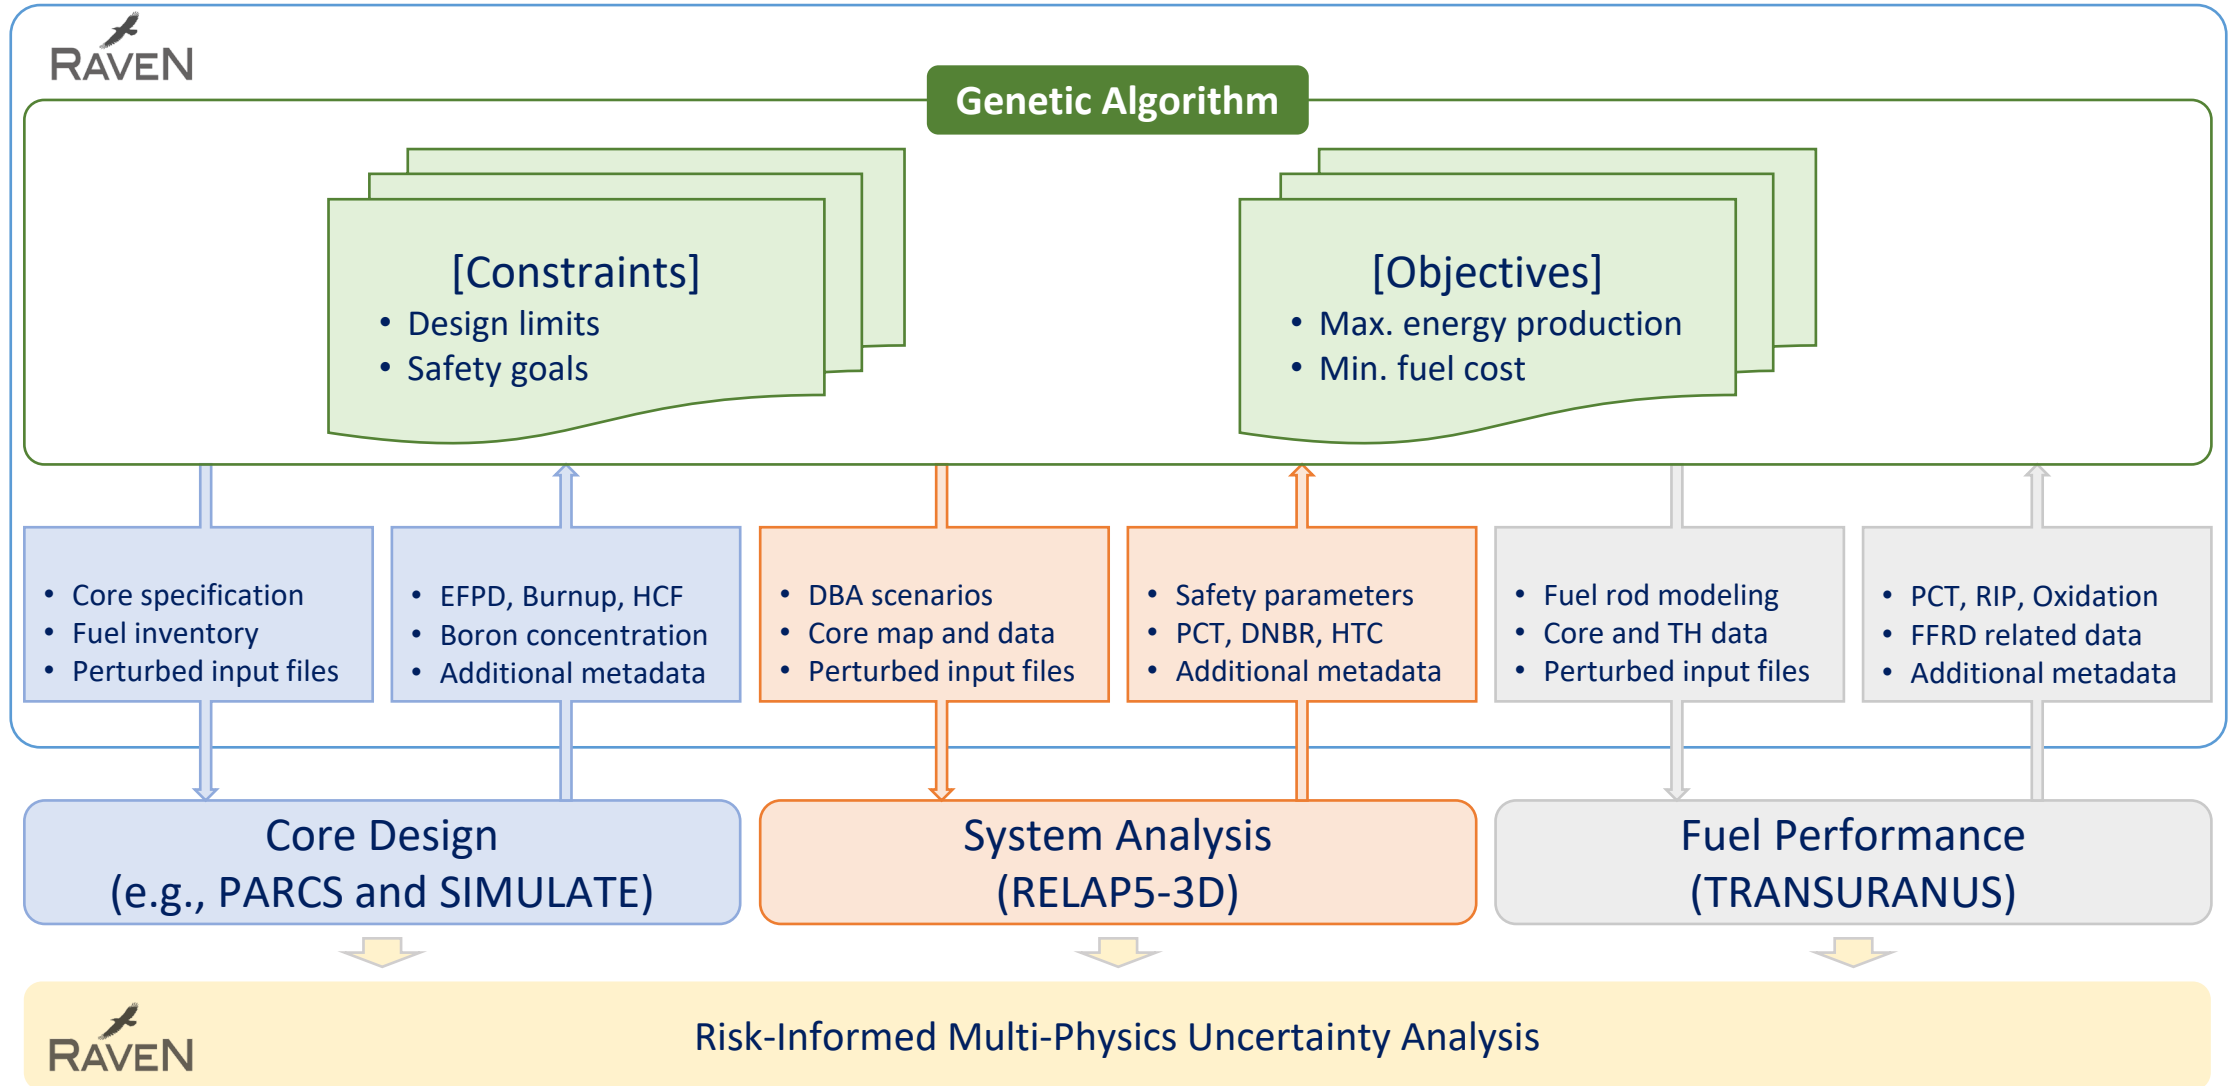 RAVEN
Genetic Algorithm
[Constraints]
• Design limits
• Safety goals
[Objectives]
• Max. energy production
• Min. fuel cost
• Core specification
• Fuel inventory
• Perturbed input files
• EFPD, Burnup, HCF
• Boron concentration
• Additional metadata
• DBA scenarios
• Core map and data
• Perturbed input files
• Safety parameters
• PCT, DNBR, HTC
• Additional metadata
• Fuel rod modeling
• Core and TH data
• Perturbed input files
• PCT, RIP, Oxidation
• FFRD related data
• Additional metadata
Core Design
(e.g., PARCS and SIMULATE)
System Analysis
(RELAP5-3D)
Fuel Performance
(TRANSURANUS)
RAVEN
Risk-Informed Multi-Physics Uncertainty Analysis